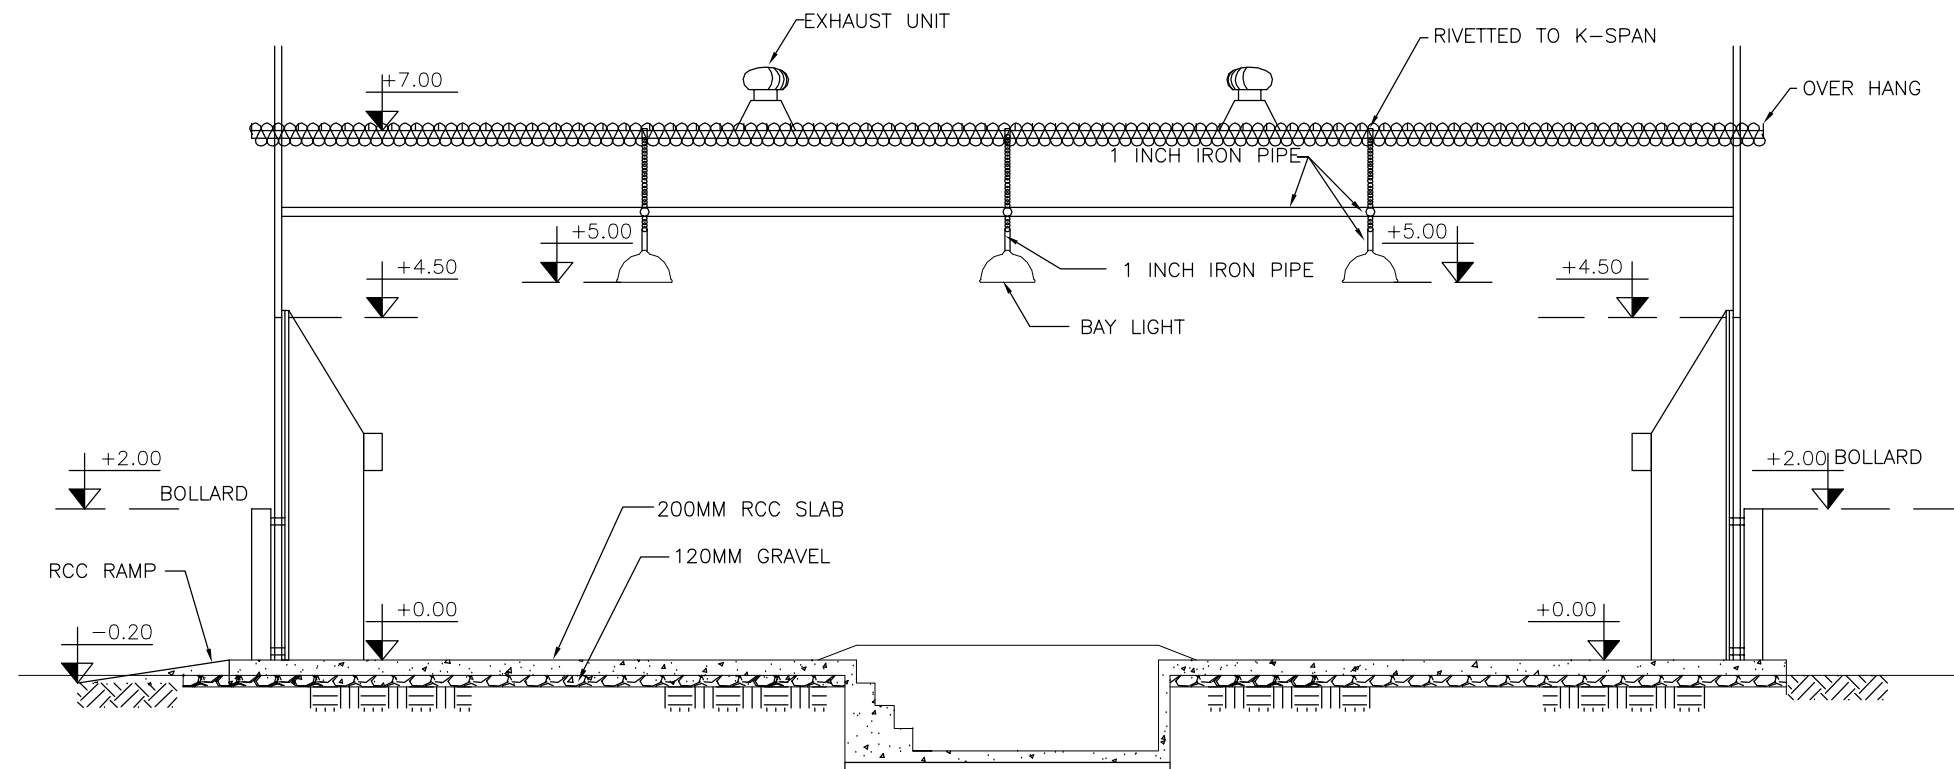 EXHAUST UNIT
RIVETTED TO K-SPAN
+7.00
OVER HANG
1 INCH IRON PIPE
+5.00
+5.00
+4.50
1 INCH IRON PIPE
+4.50
BAY LIGHT
+2.00
+2.00
BOLLARD
BOLLARD
200MM RCC SLAB
120MM GRAVEL
RCC RAMP
+0.00
+0.00
-0.20